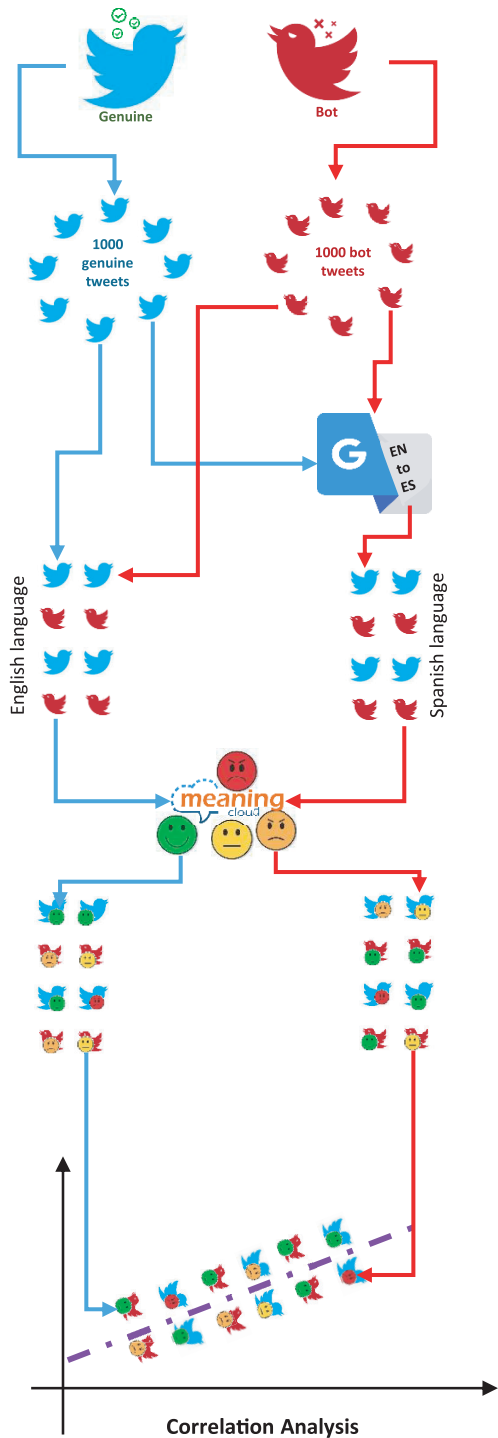 Genuine
Bot
1000
genuine
tweets
1000 bot
tweets
G
EN
to
ES
English language
Spanish language
meaning
cloud
Correlation Analysis